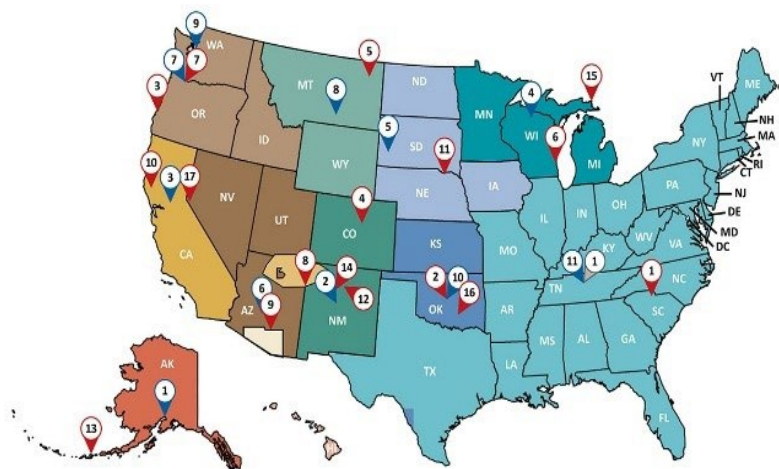 9
WA
7 7
5
ME
VT
MT
ND
8
3
15
OR
4
MN
NH
ID
5
WI
NY
MA
SD
11
6
MI
RI
CT
WY
10
3
17
IA
PA
NJ
NE
4
OH
NV
IL
IN
DE
UT
MD
CO
WV
DC
CA
KS
MO
KY
VA
8
14
2 10
11 1
1
NC
6
2
16
TN
12
OK
AZ
9
NM
AR
SC
MS
AL
GA
AK
TX
LA
1
FL
13